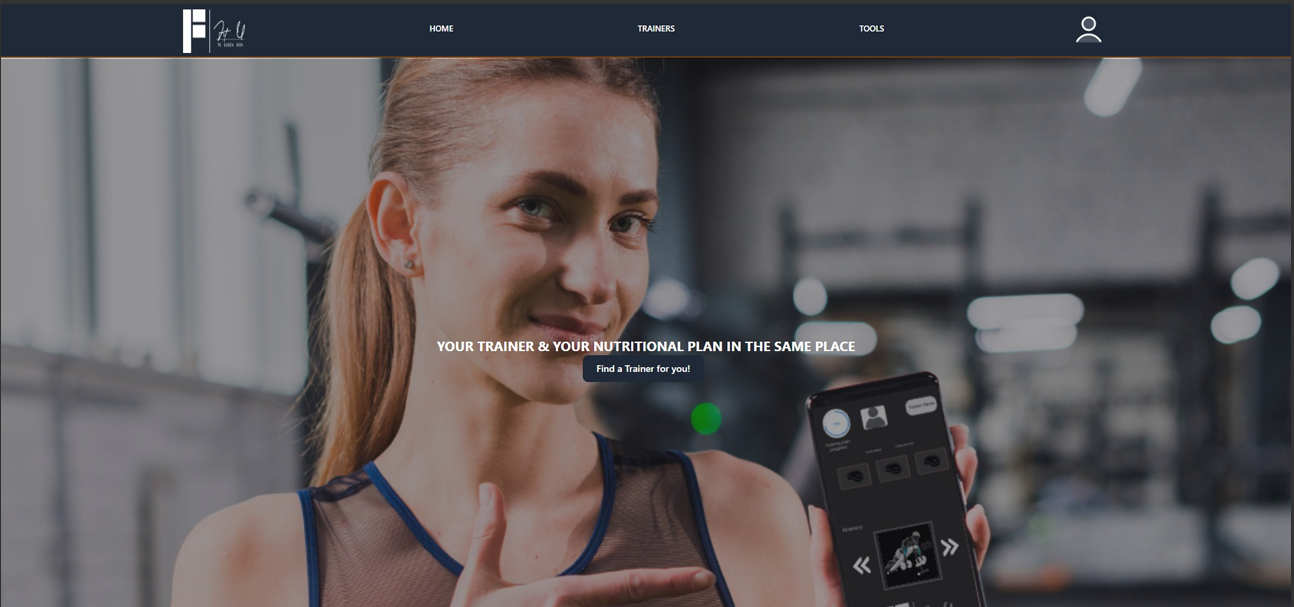 HOME
TRAINERS
TOOLS
YOUR TRAINER & YOUR NUTRITIONAL PLAN IN THE SAME PLACE
Find a Trainer for you!